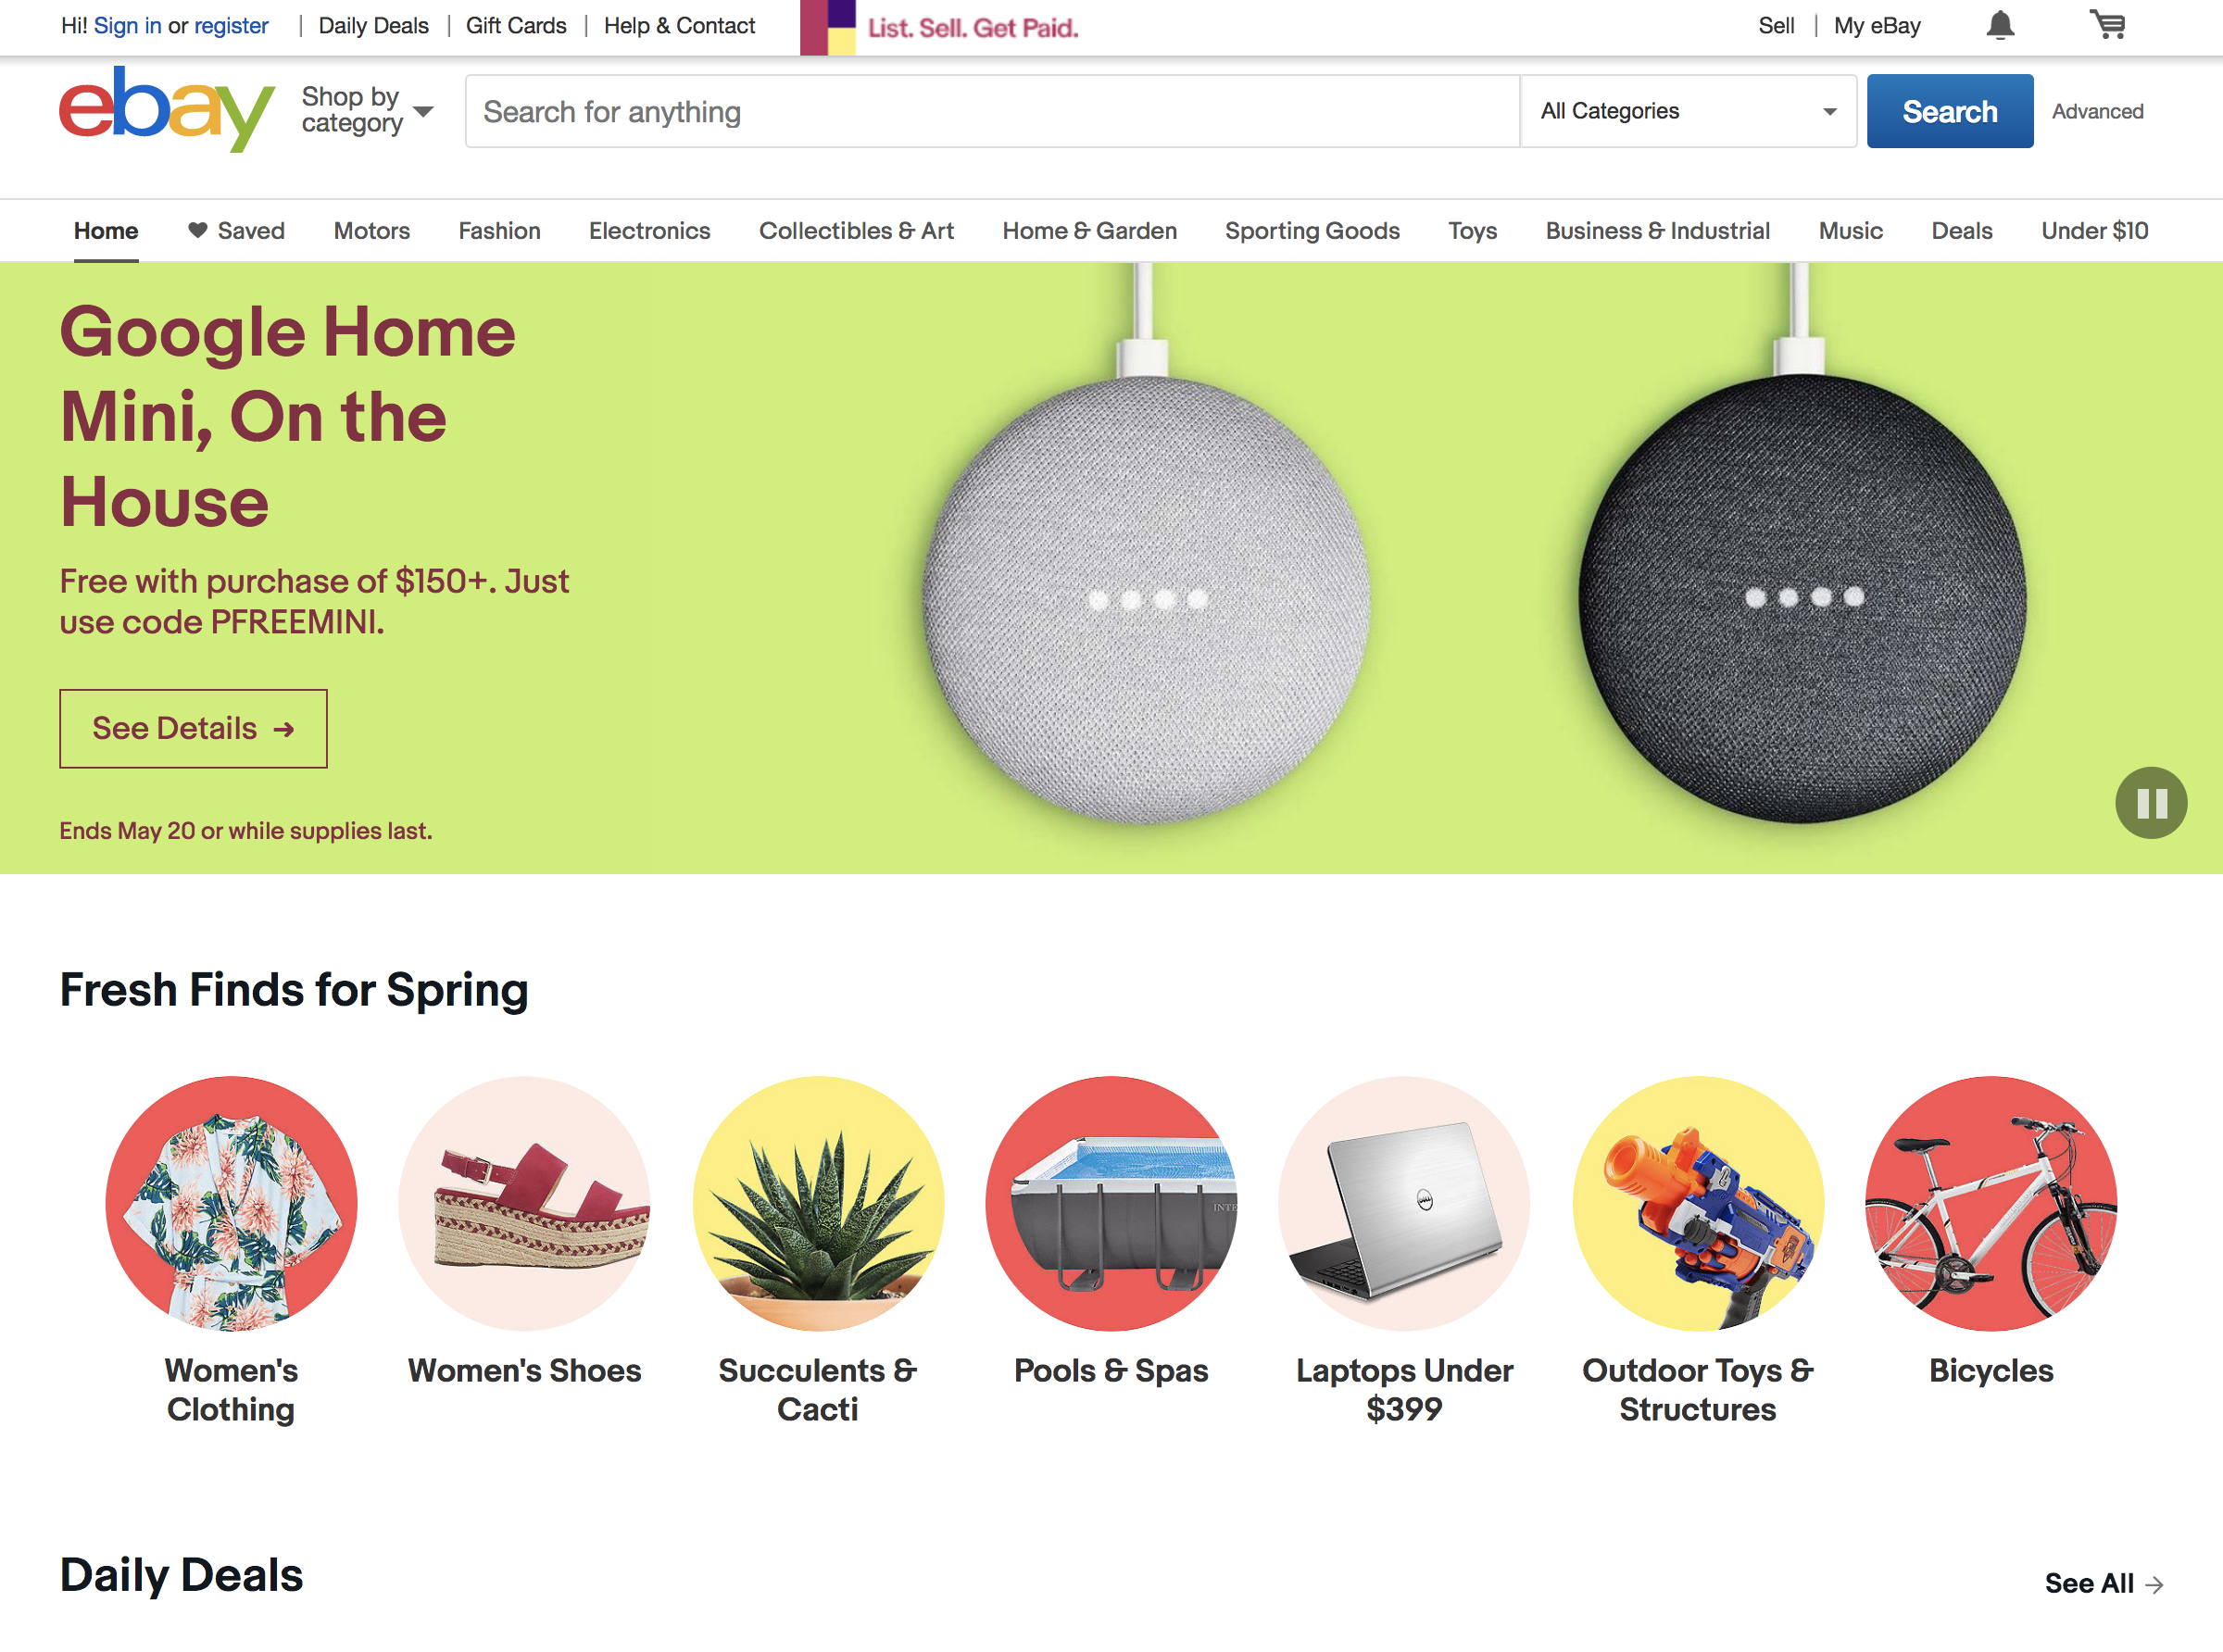 Hi! Sign in or register | Daily Deals | Gift Cards | Help & Contact
List. Sell. Get Paid.
Sell | My eBay
ebay
Shop by
category
Search for anything
All Categories
Search
Advanced
Home
Saved
Motors
Fashion
Electronics
Collectibles & Art
Home & Garden
Sporting Goods
Toys
Business & Industrial
Music
Deals
Under $10
Google Home
Mini, On the
House
Free with purchase of $150+. Just
use code PFREEMINI.
See Details →
Ends May 20 or while supplies last.
Fresh Finds for Spring
INTE
DELL
Women's
Clothing
Women's Shoes
Succulents &
Cacti
Pools & Spas
Laptops Under
$399
Outdoor Toys &
Structures
Bicycles
Daily Deals
See All →